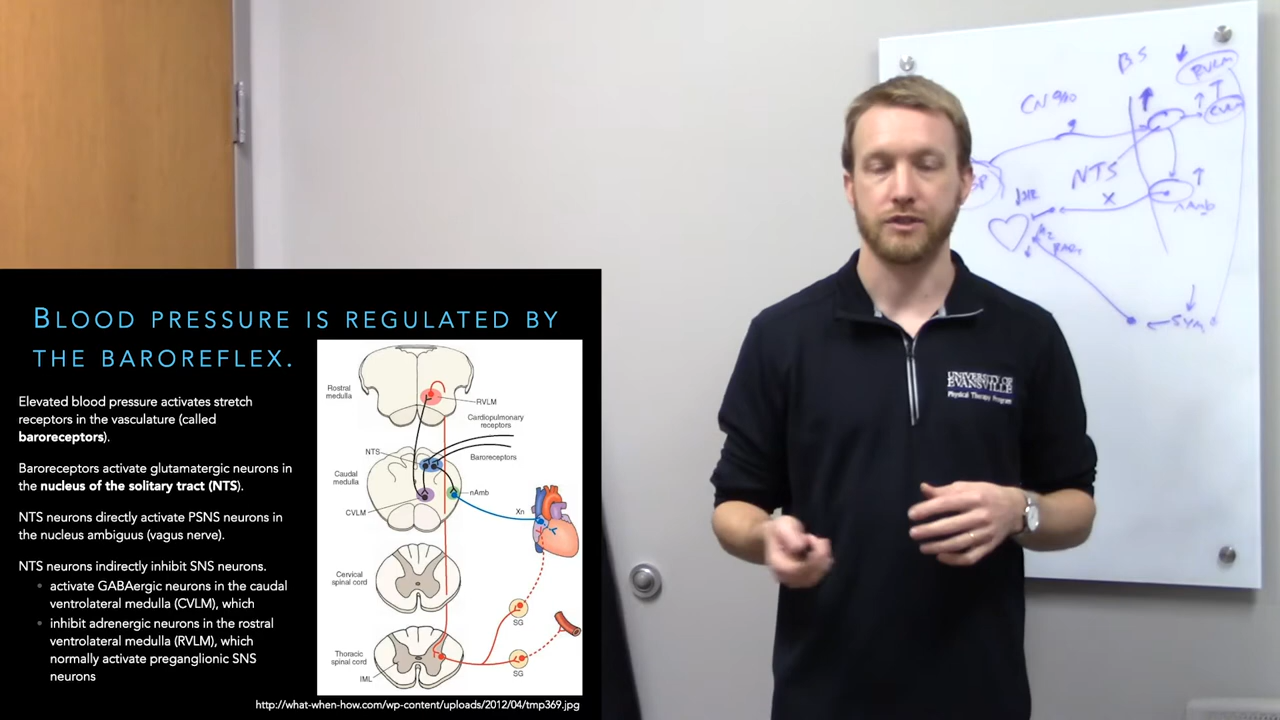 BLOOD PRESSURE IS REGULATED BY
THE BAROREFLEX.
Elevated blood pressure activates stretch
receptors in the vasculature (called
baroreceptors).
Baroreceptors activate glutamatergic neurons in
the nucleus of the solitary tract (NTS).
NTS neurons directly activate PSNS neurons in
the nucleus ambiguus (vagus nerve).
NTS neurons indirectly inhibit SNS neurons.
• activate GABAergic neurons in the caudal
ventrolateral medulla (CVLM), which
• inhibit adrenergic neurons in the rostral
ventrolateral medulla (RVLM), which
normally activate preganglionic SNS
neurons
Rostral
medulla
RVLM
Cardiopulmonary
receptors
NTS
Baroreceptors
Caudal
medulla
nAmb
CVLM
Xn
Cervical
spinal cord
SG
Thoracic
spinal cord
SG
IML
http://what-when-how.com/wp-content/uploads/2012/04/tmp369.jpg
UNIVERSITY OF
EVANSVILLE
Physical Therapy Program
BS
RVLM
CN 9/10
CVLM
NTS
X
nAmb
SYM